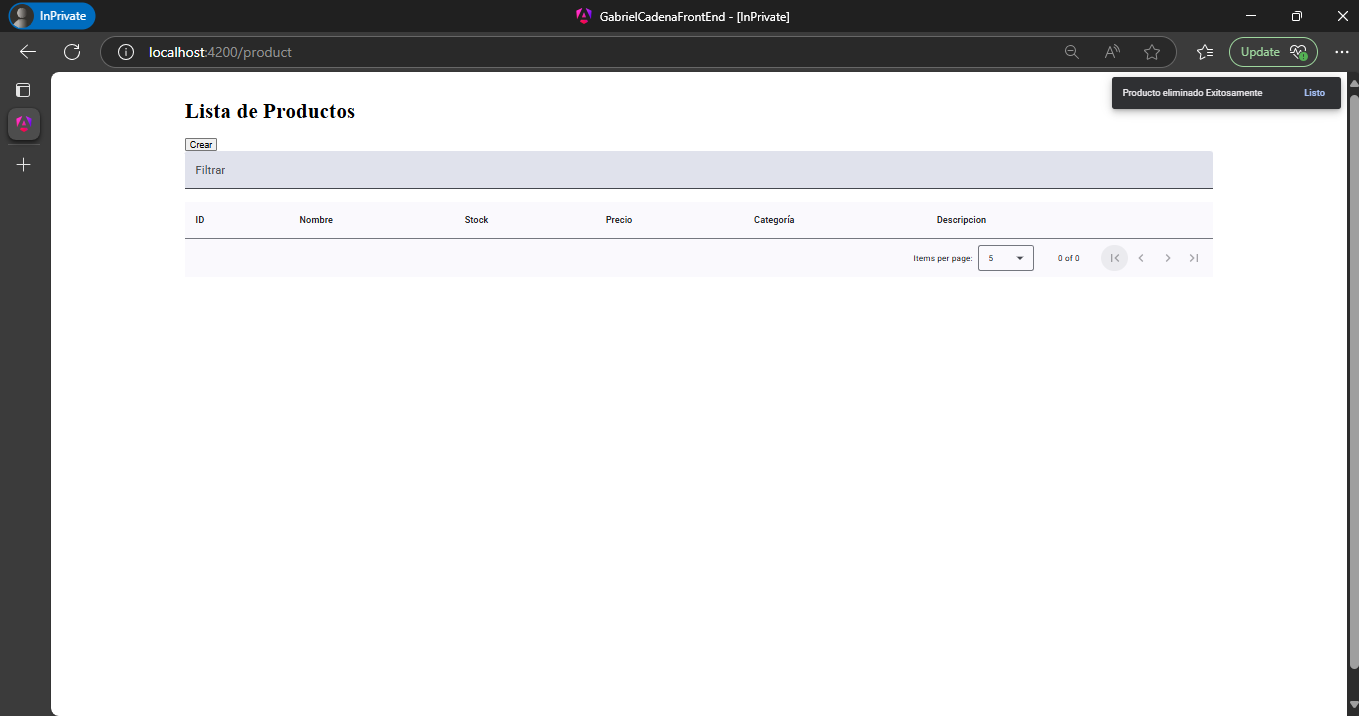 InPrivate
GabrielCadenaFrontEnd - [InPrivate]
localhost:4200/product
Update
Producto eliminado Exitosamente Listo
Lista de Productos
Crear
Filtrar
ID Nombre Stock Precio Categoría Descripcion
Items per page: 5 0 of 0